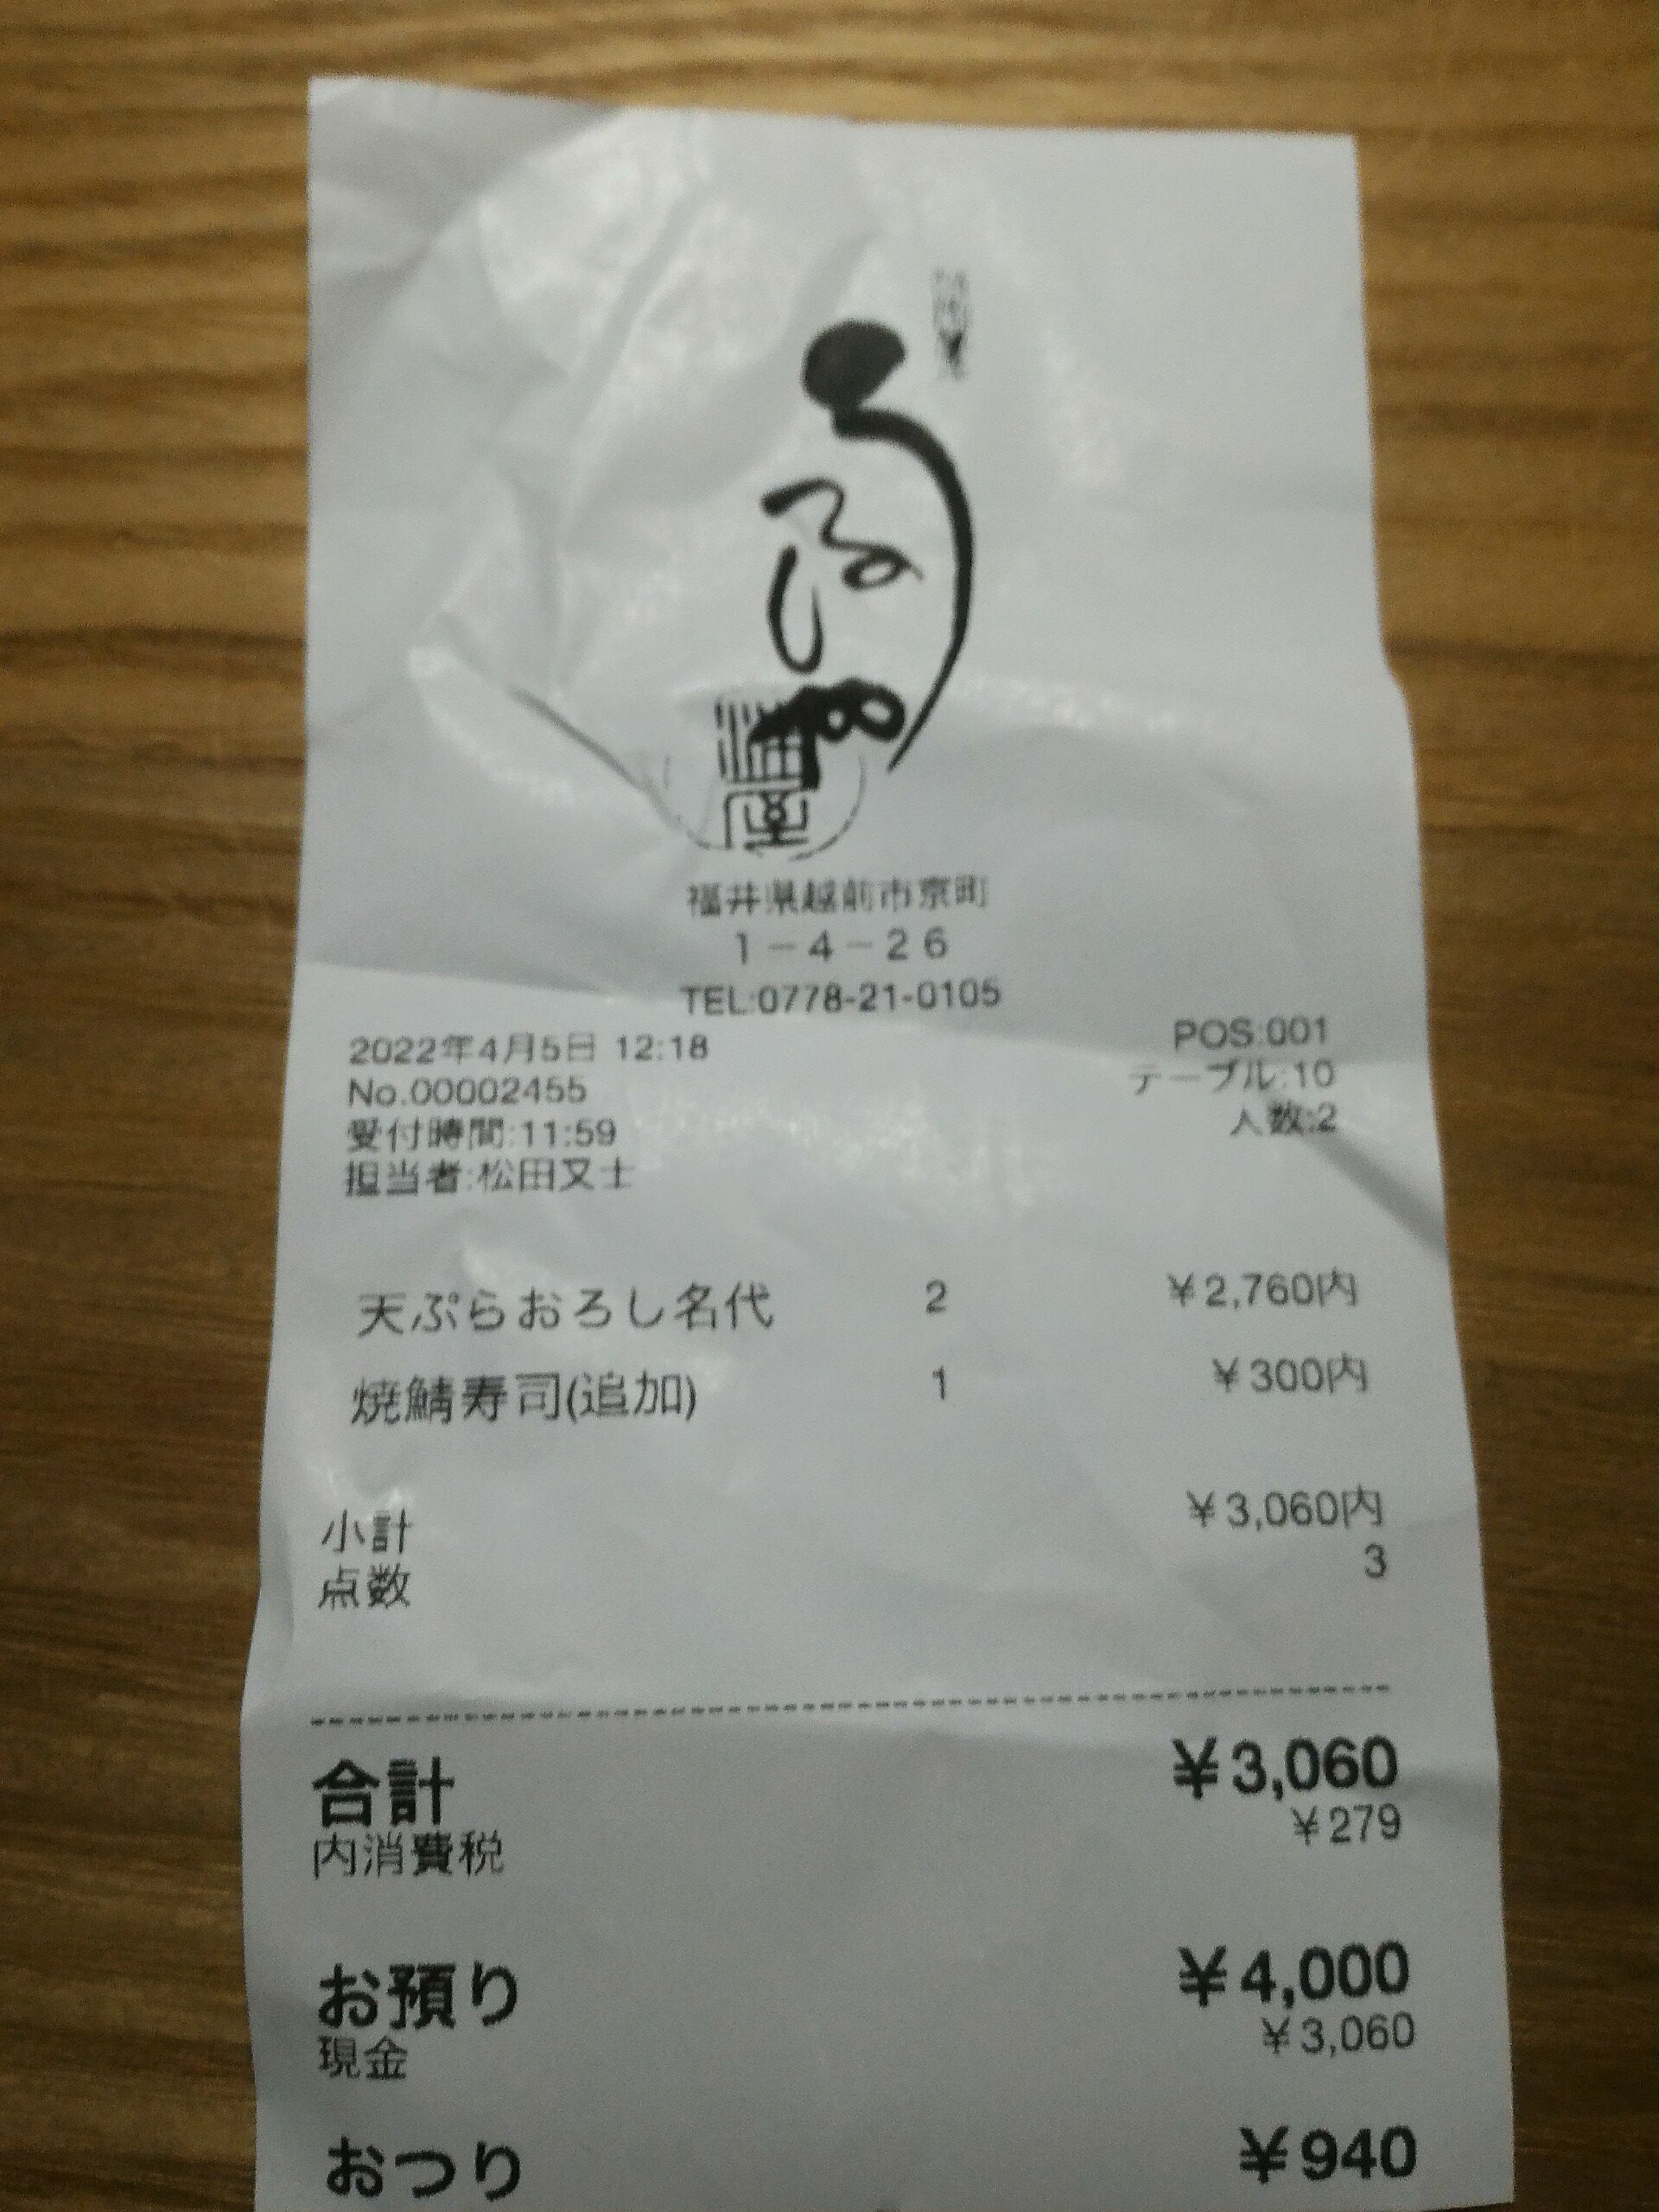 福井県越前市京町
1-4-26
TEL:0778-21-0105
2022年4月5日 12:18
POS:001
No.00002455
テーブル:10
受付時間:11:59
人数:2
担当者:松田又士
天ぷらおろし名代 2 ¥2,760内
焼鯖寿司(追加) 1 ¥300内
小計 ¥3,060内
点数 3
合計 ¥3,060
内消費税 ¥279
お預り ¥4,000
現金 ¥3,060
おつり ¥940